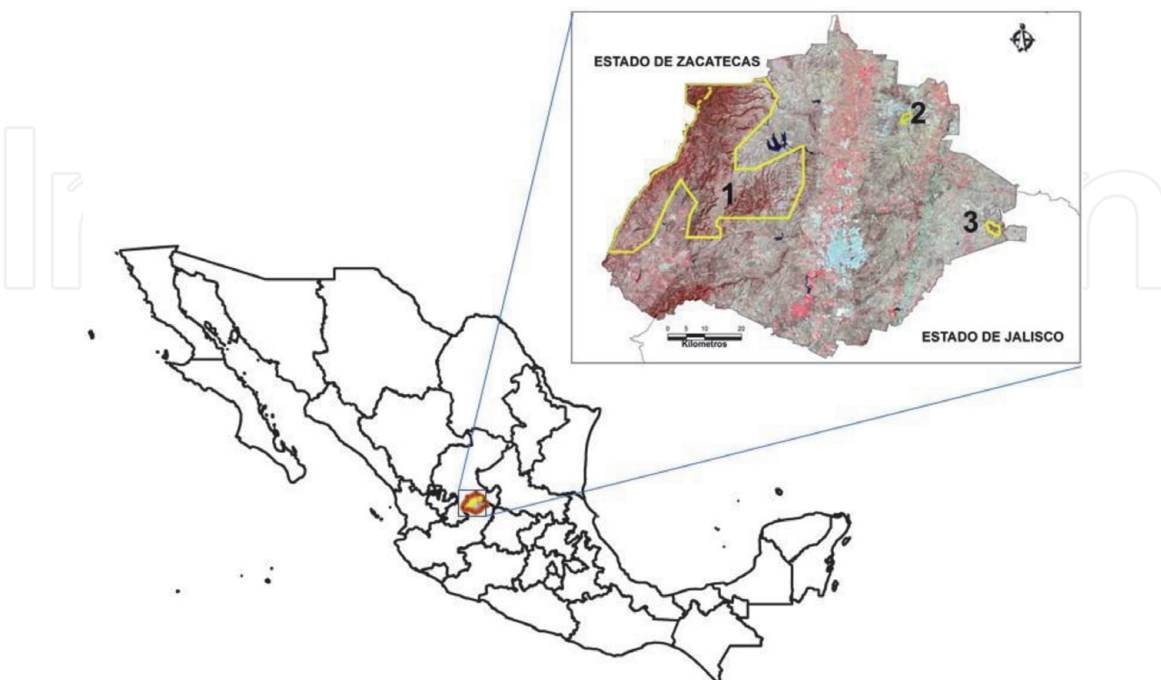 ESTADO DE ZACATECAS
2
1
3
0 5 10 20
Kilometros
ESTADO DE JALISCO